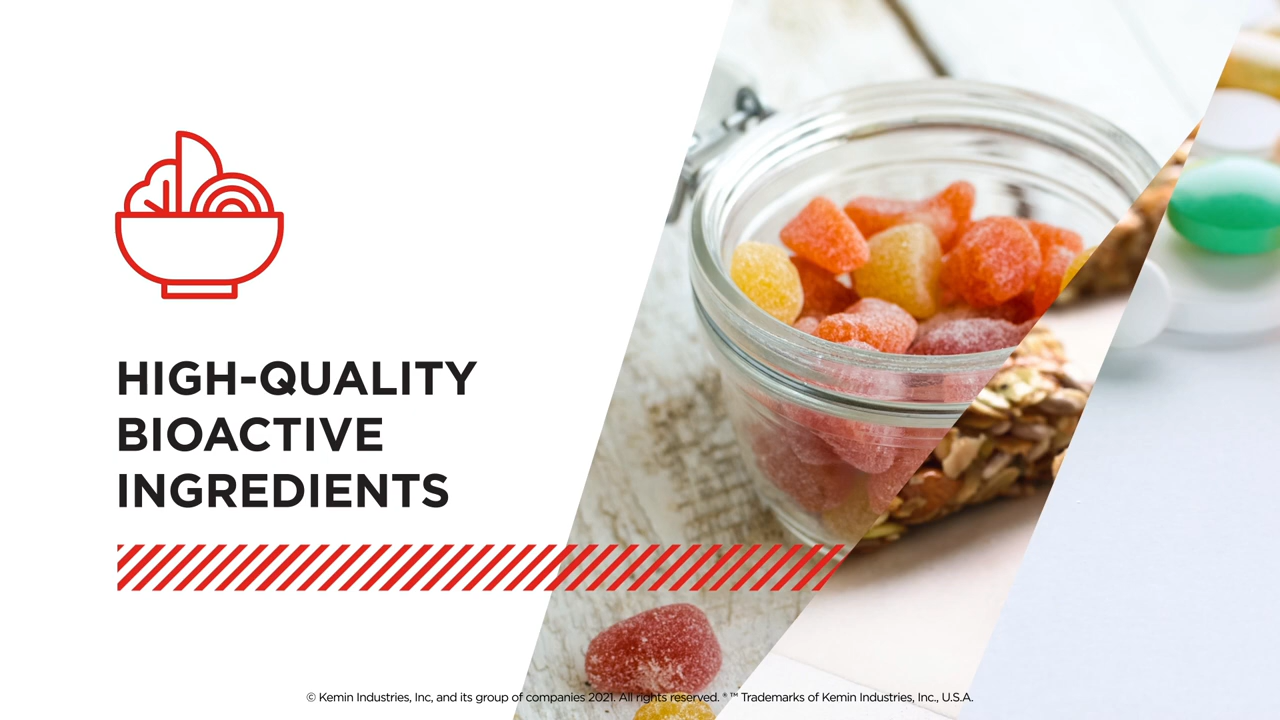 HIGH-QUALITY
BIOACTIVE
INGREDIENTS
© Kemin Industries, Inc, and its group of companies 2021. All rights reserved. ® ™ Trademarks of Kemin Industries, Inc., U.S.A.